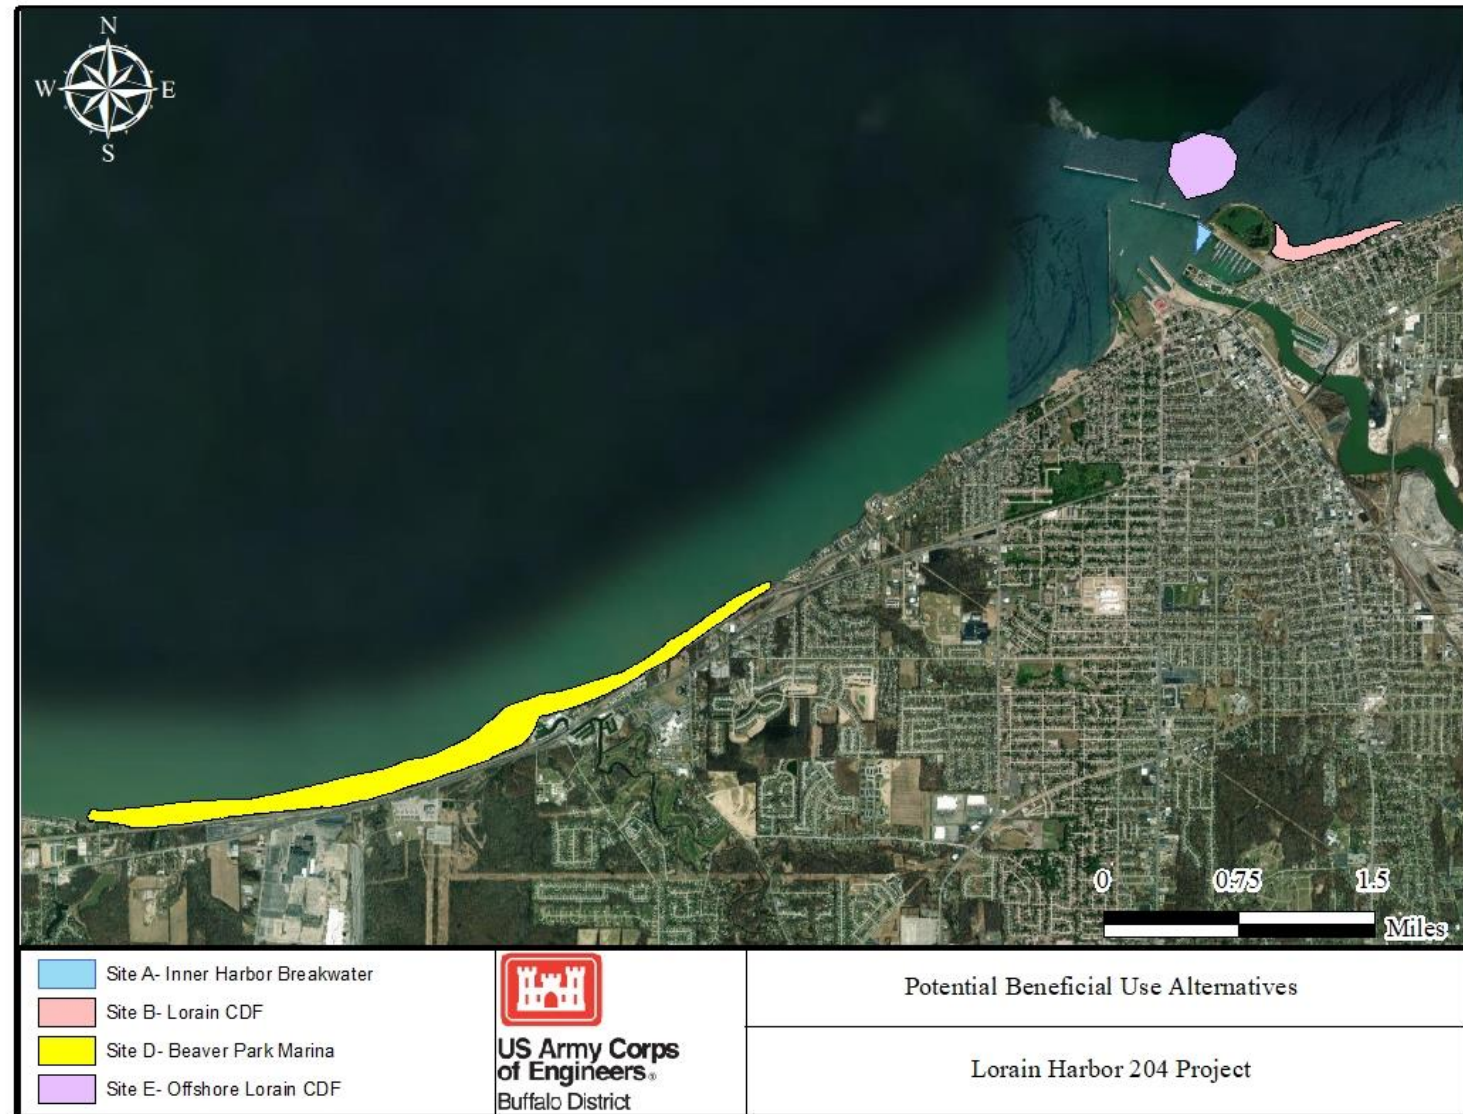 N
W E
S
0 0.75 1.5
Miles
Site A- Inner Harbor Breakwater
Site B- Lorain CDF
Site D- Beaver Park Marina
Site E- Offshore Lorain CDF
US Army Corps
of Engineers®
Buffalo District
Potential Beneficial Use Alternatives
Lorain Harbor 204 Project